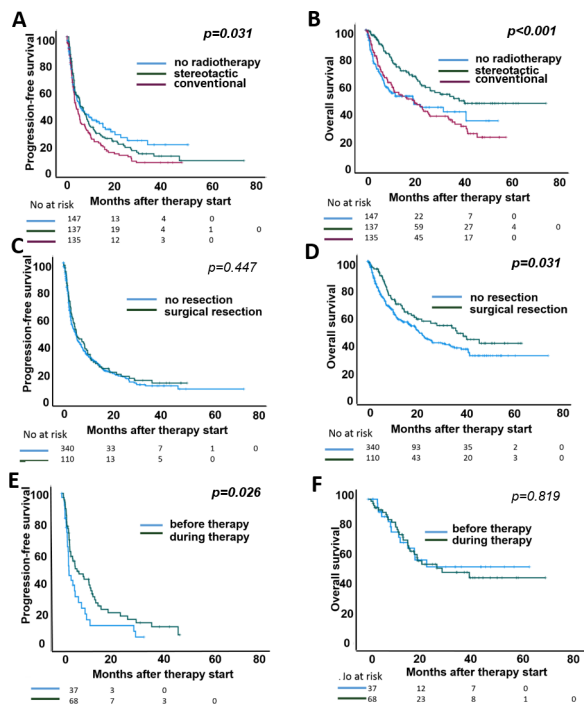 A
p=0.031
Progression-free survival
100
80
60
40
20
0
no radiotherapy
stereotactic
conventional
0 20 40 60 80
Months after therapy start
No at risk
147 13 4 0
137 19 4 1 0
135 12 3 0
B
p<0.001
Overall survival
100
80
60
40
20
0
no radiotherapy
stereotactic
conventional
0 20 40 60 80
Months after therapy start
No at risk
147 22 7 0
137 59 27 4 0
135 45 17 0
C
p=0.447
Progression-free survival
100
80
60
40
20
0
no resection
surgical resection
0 20 40 60 80
Months after therapy start
No at risk
340 33 7 1 0
110 13 5 0
D
p=0.031
Overall survival
100
80
60
40
20
0
no resection
surgical resection
0 20 40 60 80
Months after therapy start
No at risk
340 93 35 2 0
110 43 20 3 0
E
p=0.026
Progression-free survival
100
80
60
40
20
0
before therapy
during therapy
0 20 40 60 80
Months after therapy start
37 3 0
68 7 3 0
F
p=0.819
Overall survival
100
80
60
40
20
0
before therapy
during therapy
0 20 40 60 80
Months after therapy start
.lo at risk
37 12 7 0
68 23 8 1 0